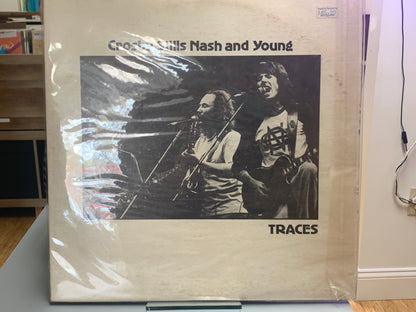 Crosby Stills Nash and Young
TRACES